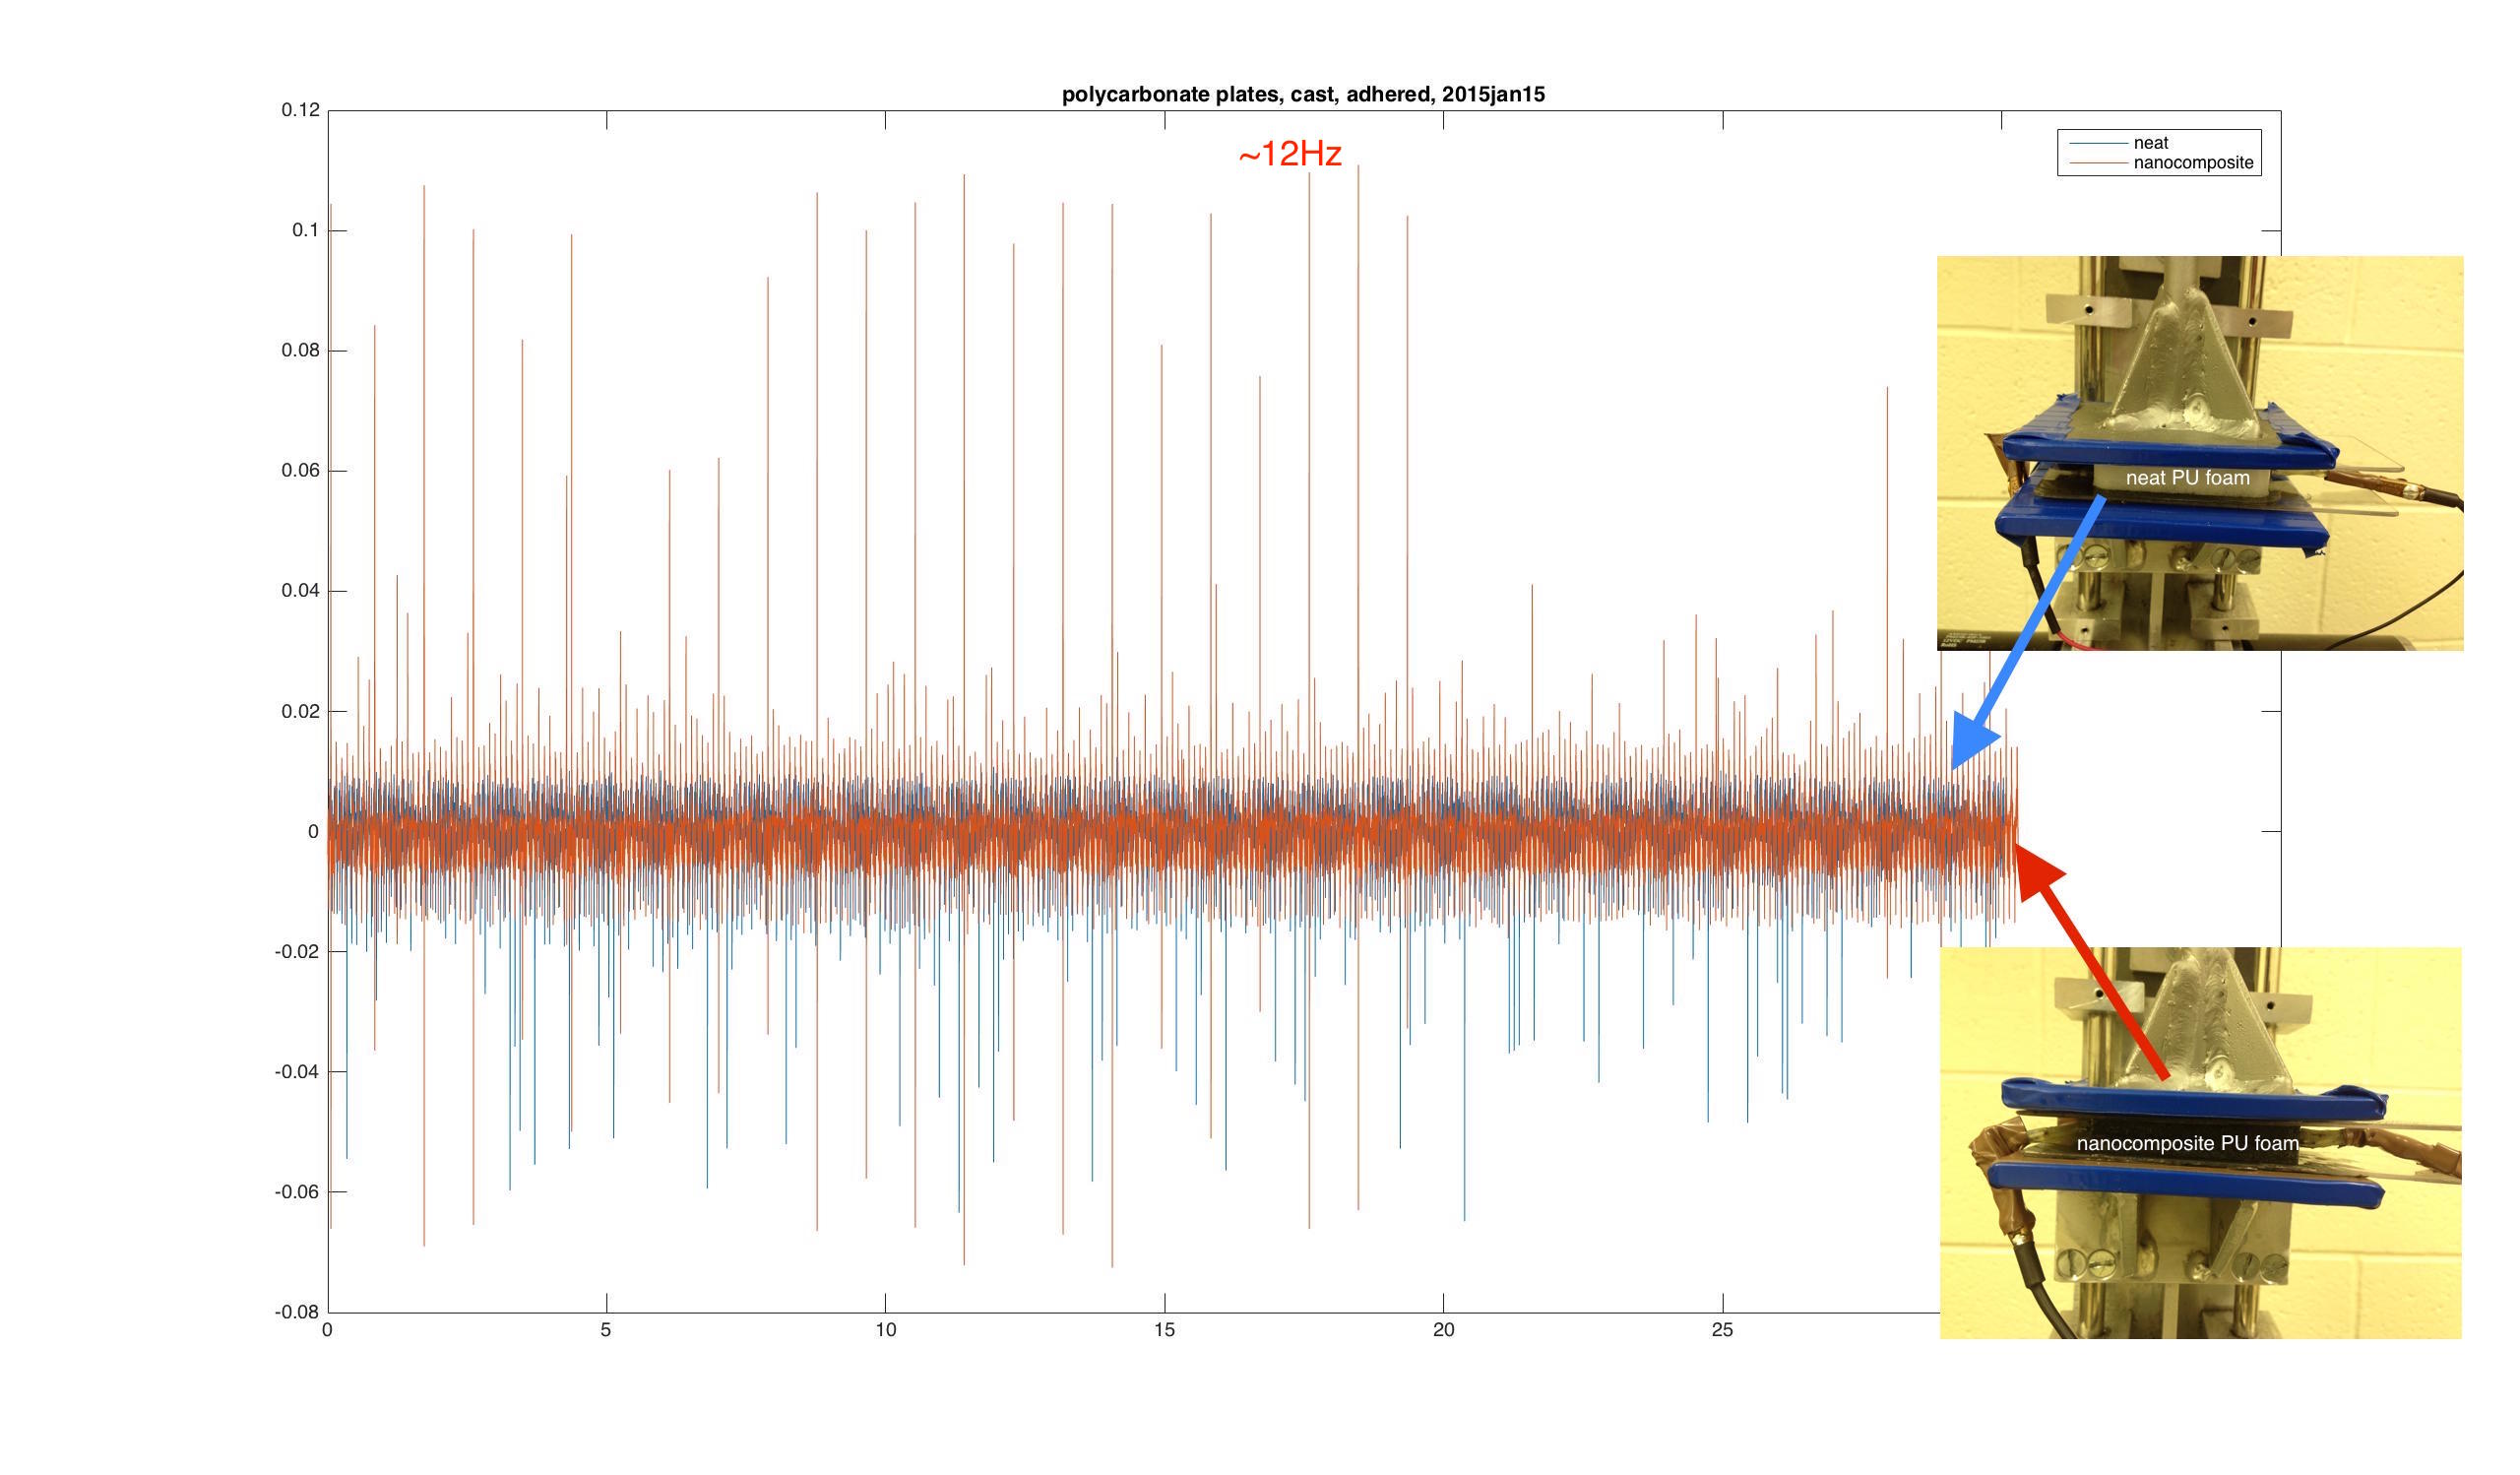 polycarbonate plates, cast, adhered, 2015jan15
~12Hz
neat
nanocomposite
0.12
0.1
0.08
0.06
0.04
0.02
0
-0.02
-0.04
-0.06
-0.08
0
5
10
15
20
25
neat PU foam
nanocomposite PU foam